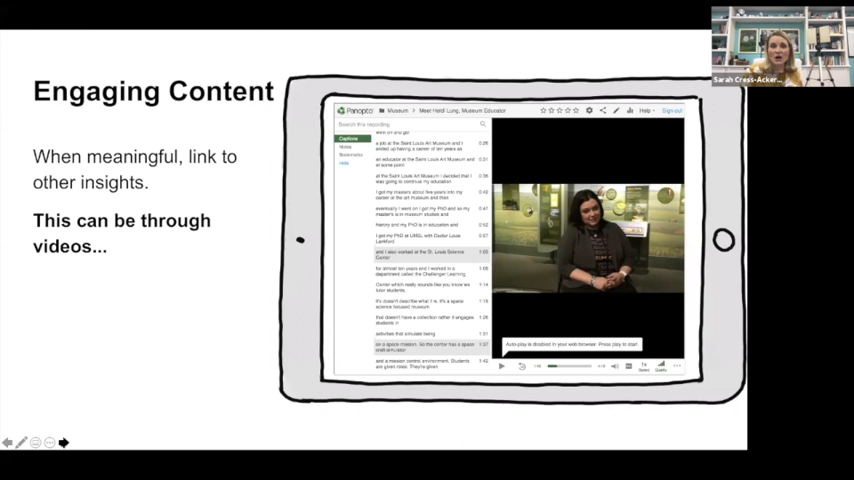 Sarah Cress-Acker...
Engaging Content
When meaningful, link to
other insights.
This can be through
videos...
Panopto
Museum
Meet Heidi Lung, Museum Educator
Help
Sign out
Search this recording
Captions
Notes
Bookmarks
Hide
went on and got
a job at the Saint Louis Art Museum and I
ended up having a career of ten years as
an educator at the Saint Louis Art Museum and
at some point
at the Saint Louis Art Museum I decided that I
was going to continue my education
I got my masters about five years into my
career at the art museum and then
eventually I went on I got my PhD and so my
master's is in museum studies and
history and my PhD is in education and
I got my PhD at UMSL with Doctor Louis
Lankford
and I also worked at the St. Louis Science
Center
for almost ten years and I worked in a
department called the Challenger Learning
Center which really sounds like you know we
tutor students,
it's doesn't describe what it is. It's a space
science focused museum
that doesn't have a collection rather it engages
students in
activities that simulate being
on a space mission. So the center has a space
craft simulator
and a mission control environment. Students
are given roles. They're given
Auto-play is disabled in your web browser. Press play to start.
Speed
Quality